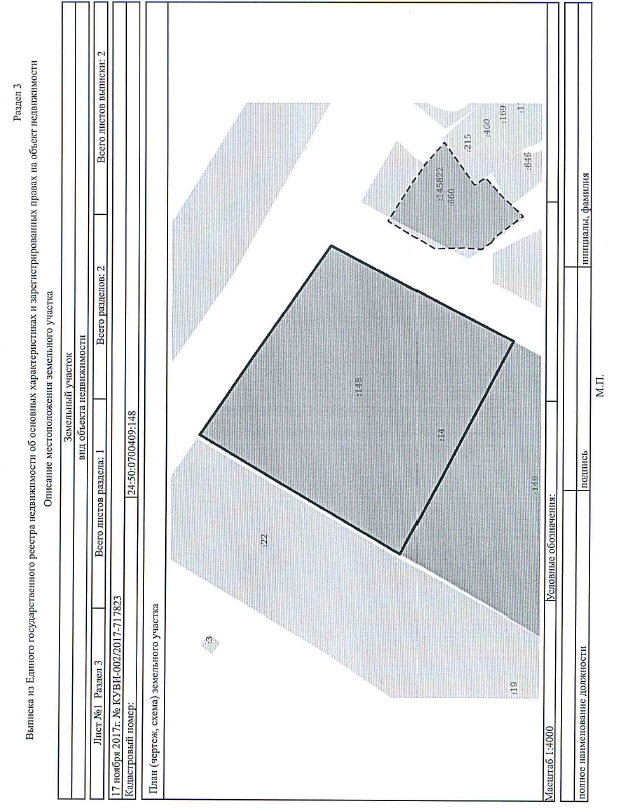 Раздел 3
Выписка из Единого государственного реестра недвижимости об основных характеристиках и зарегистрированных правах на объект недвижимости
Описание местоположения земельного участка
Земельный участок
вид объекта недвижимости
Лист №1 Раздел 3 Всего листов раздела: 1 Всего разделов: 2 Всего листов выписки: 2
17 ноября 2017г. № КУВИ-002/2017-717823
Кадастровый номер: 24:50:0700409:148
План (чертеж, схема) земельного участка
:3
:22
:19
:148
:14
:149
:145822
:660
:215
:460
:169
:646
Масштаб 1:4000 Условные обозначения:
полное наименование должности подпись инициалы, фамилия
М.П.